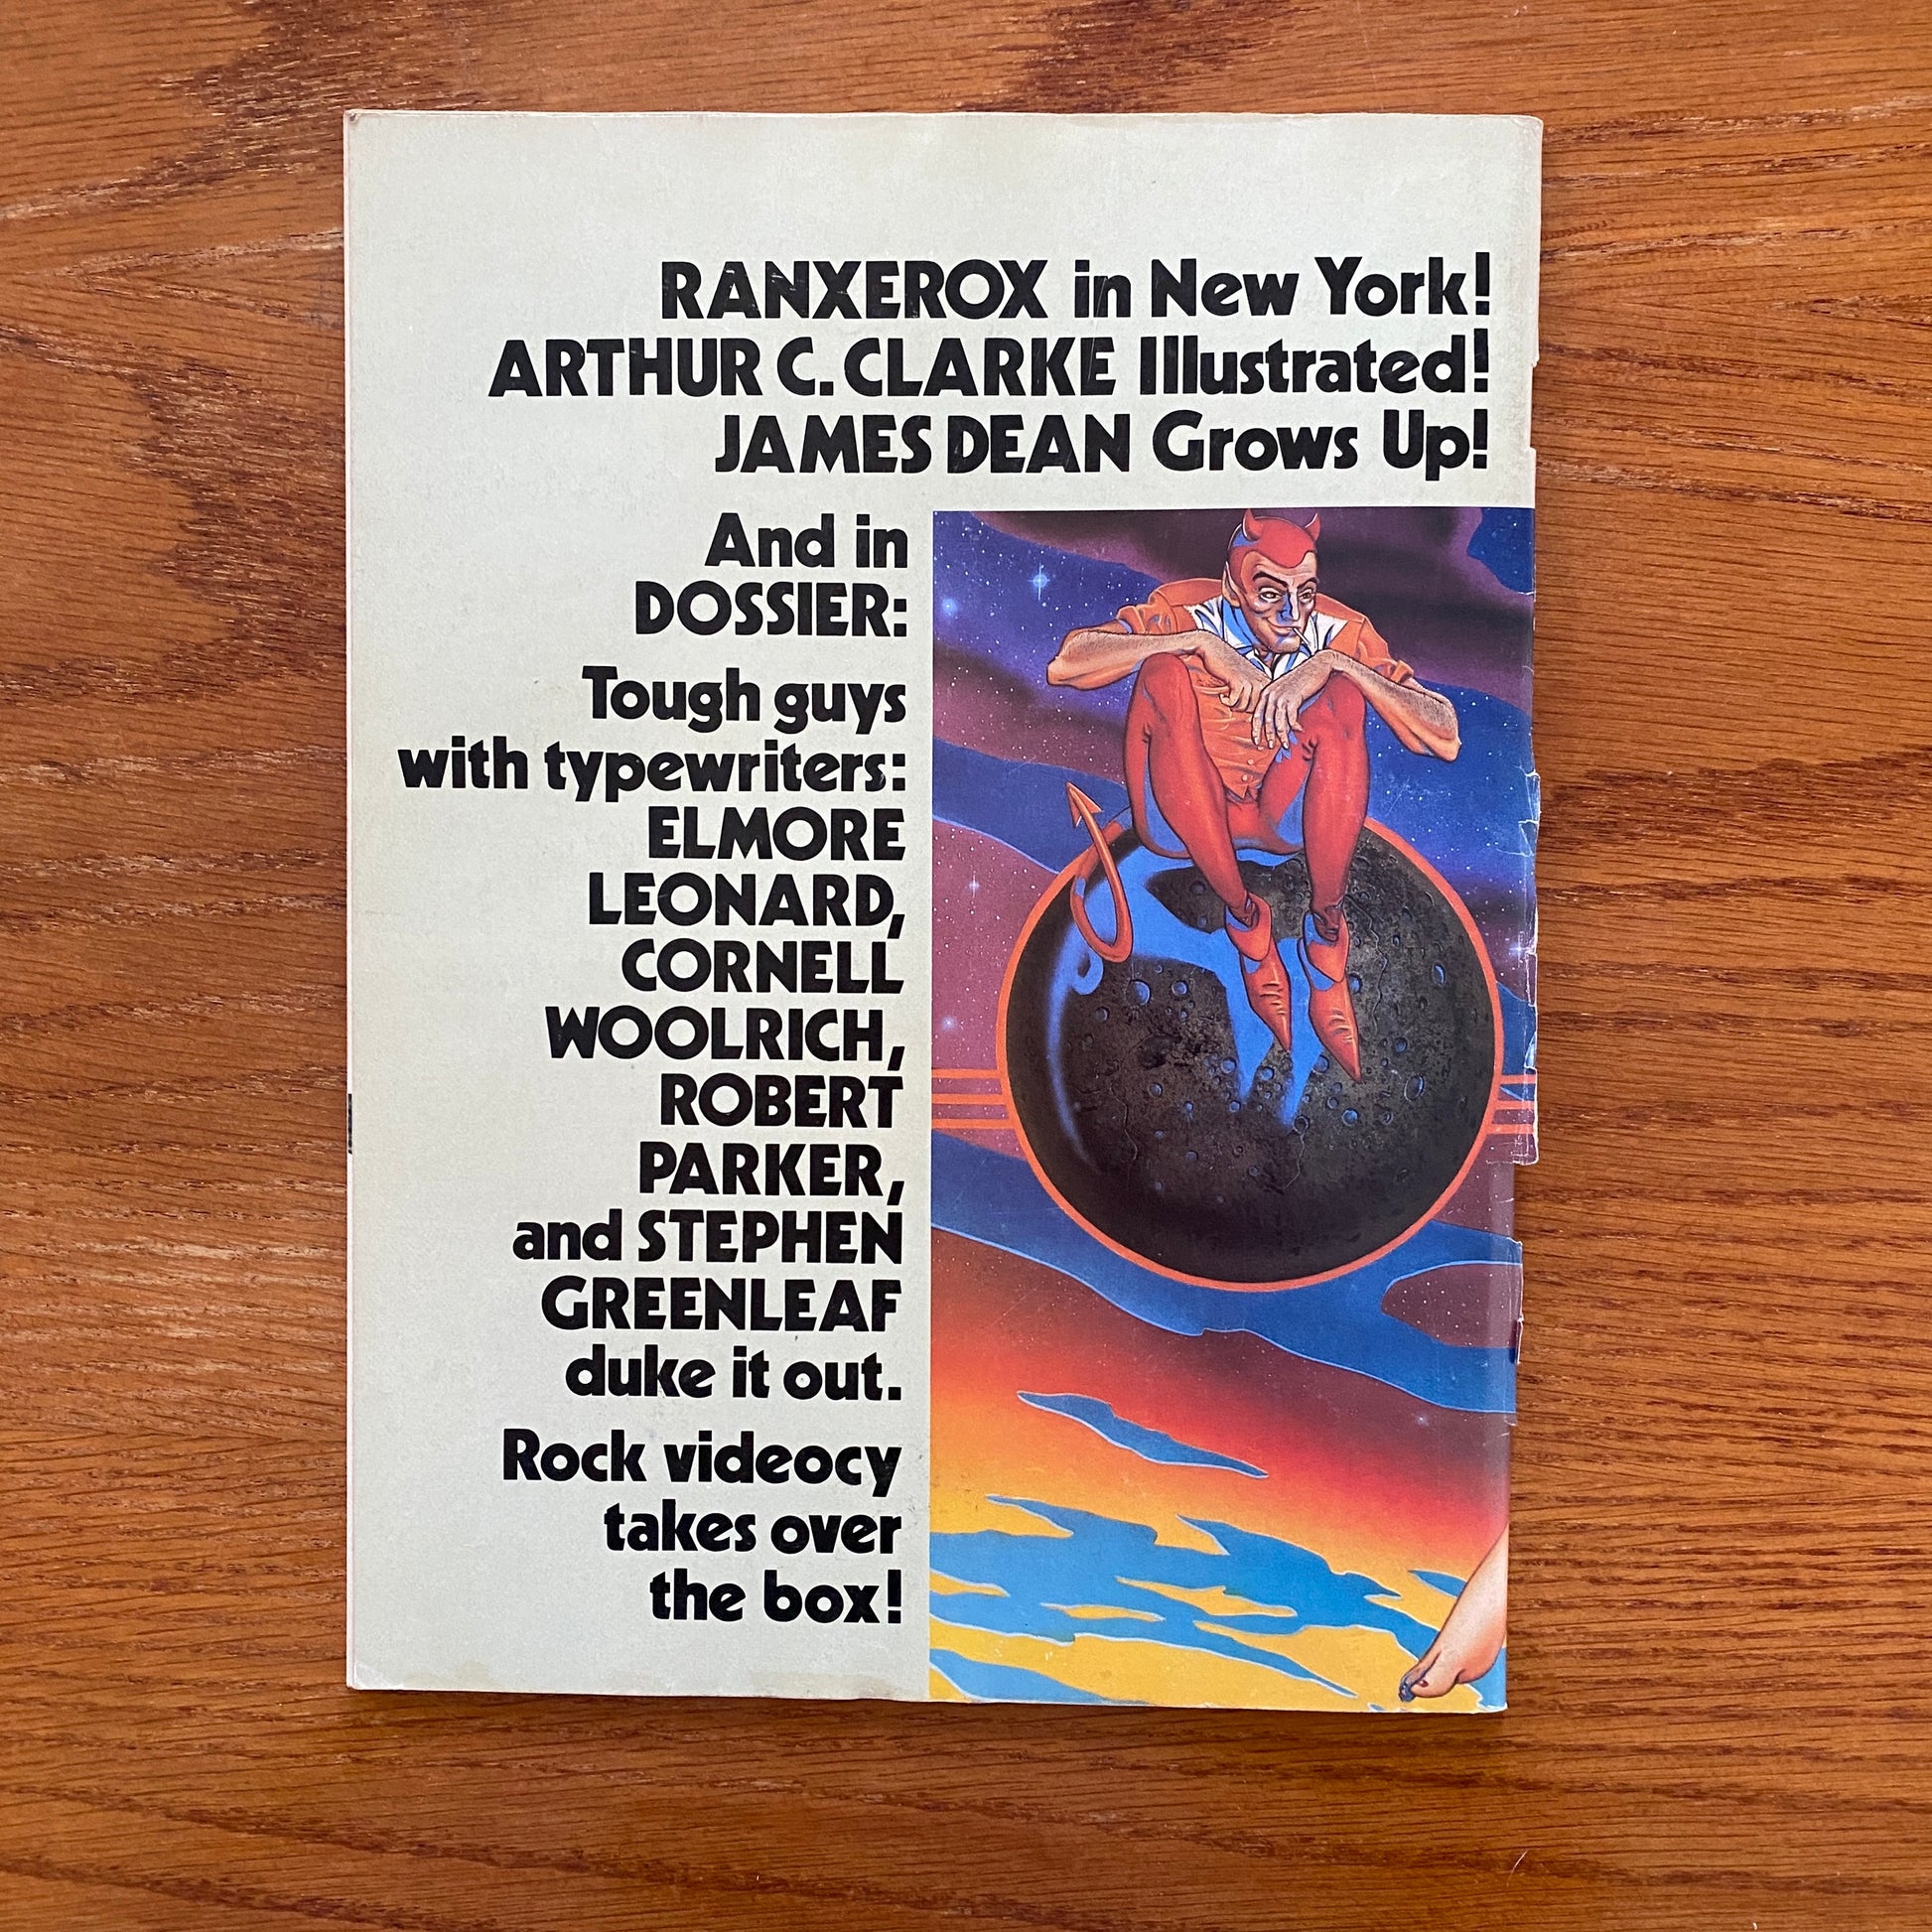 RANXEROX in New York!
ARTHUR C. CLARKE Illustrated!
JAMES DEAN Grows Up!
And in
DOSSIER:
Tough guys
with typewriters:
ELMORE
LEONARD,
CORNELL
WOOLRICH,
ROBERT
PARKER,
and STEPHEN
GREENLEAF
duke it out.
Rock videocy
takes over
the box!